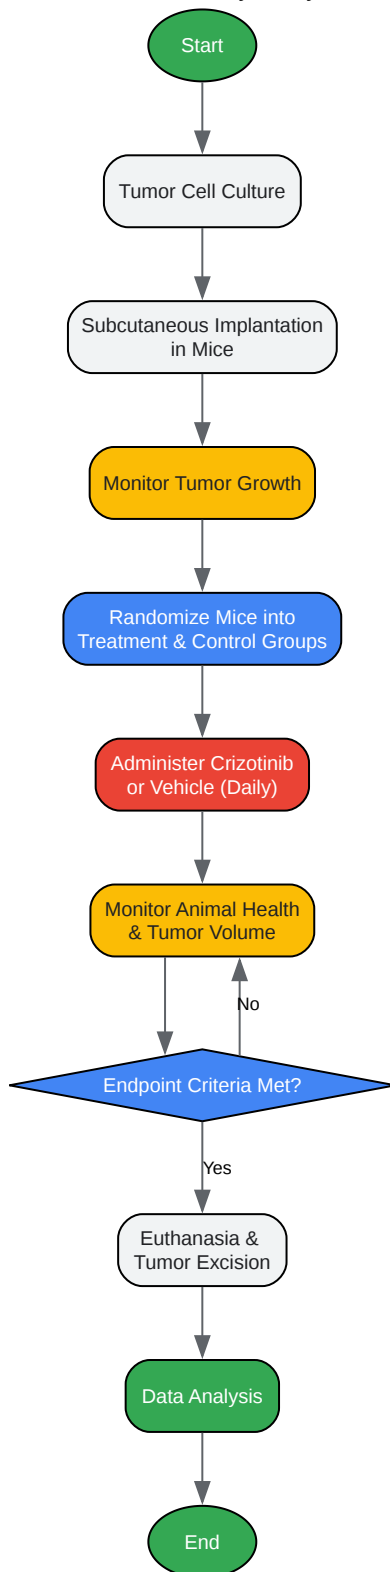 Start
Tumor Cell Culture
Subcutaneous Implantation
in Mice
Monitor Tumor Growth
Randomize Mice into
Treatment & Control Groups
Administer Crizotinib
or Vehicle (Daily)
Monitor Animal Health
& Tumor Volume
No
Endpoint Criteria Met?
Yes
Euthanasia &
Tumor Excision
Data Analysis
End